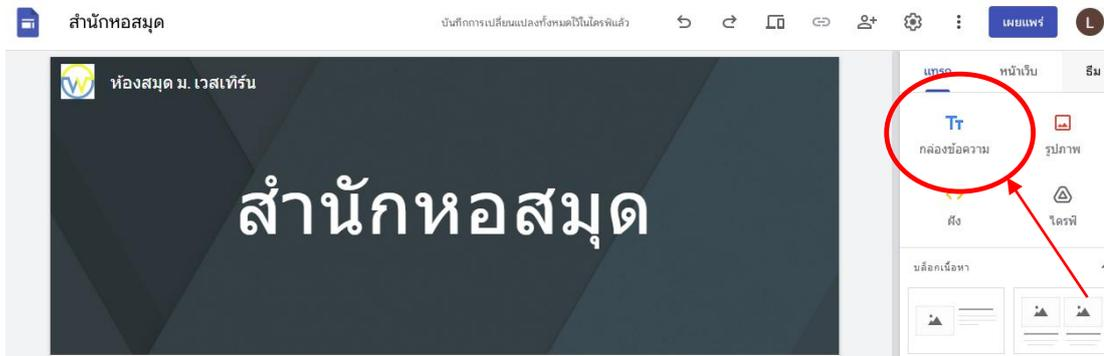 สำนักหอสมุด
บันทึกการเปลี่ยนแปลงทั้งหมดไว้ในไดรฟ์แล้ว
เผยแพร่
L
ห้องสมุด ม. เวสเทิร์น
สำนักหอสมุด
แทรก หน้าเว็บ ธีม
กล่องข้อความ รูปภาพ
ฝัง ไดรฟ์
บล็อกเนื้อหา